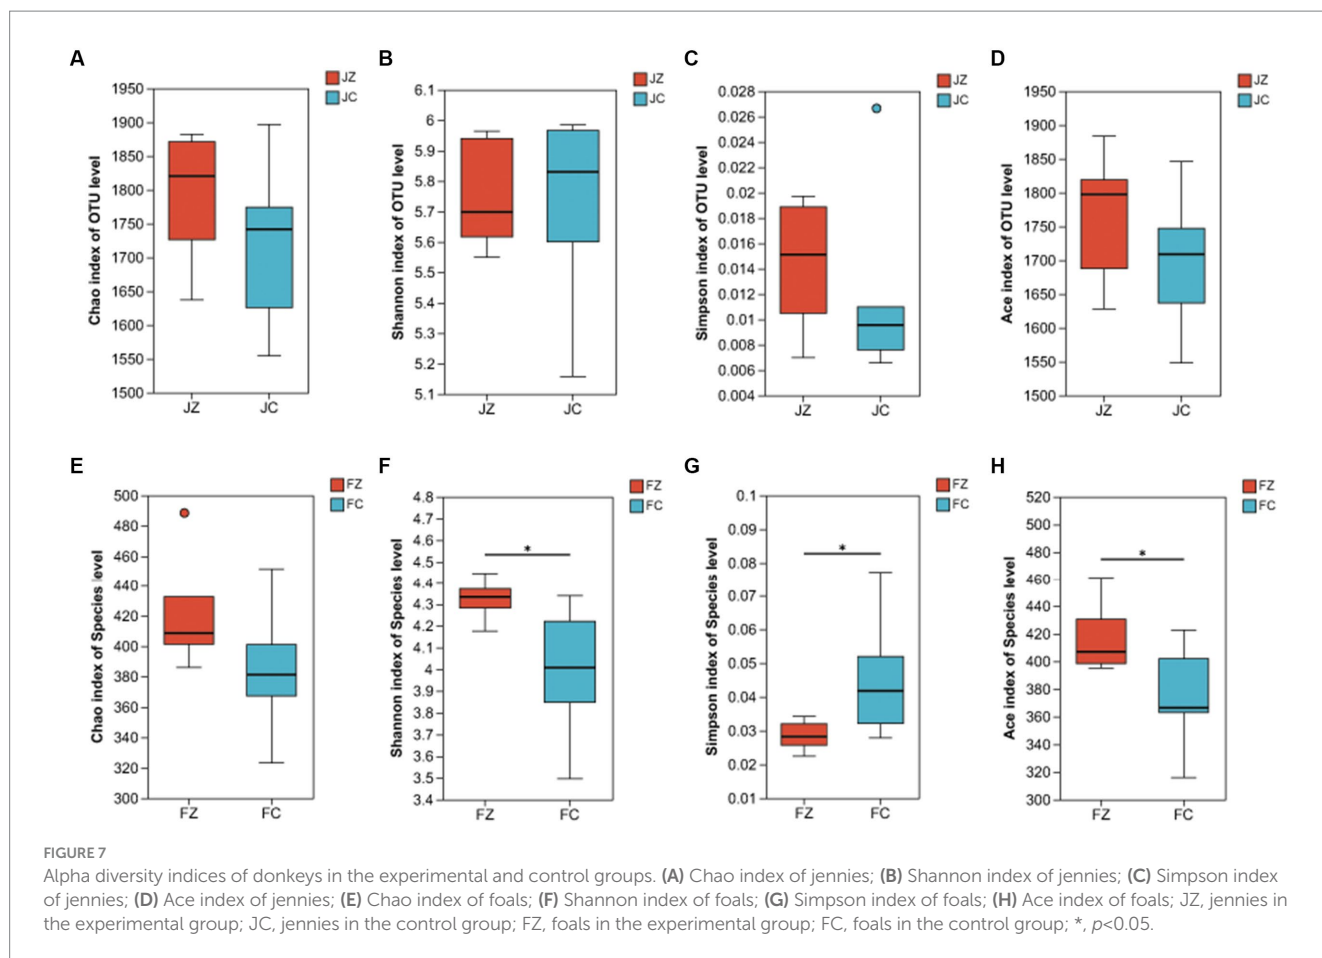 A
JZ
JC
Chao index of OTU level
1950
1900
1850
1800
1750
1700
1650
1600
1550
1500
JZ JC
B
JZ
JC
Shannon index of OTU level
6.1
6
5.9
5.8
5.7
5.6
5.5
5.4
5.3
5.2
5.1
JZ JC
C
JZ
JC
Simpson index of OTU level
0.028
0.026
0.024
0.022
0.02
0.018
0.016
0.014
0.012
0.01
0.008
0.006
0.004
JZ JC
D
JZ
JC
Ace index of OTU level
1950
1900
1850
1800
1750
1700
1650
1600
1550
1500
JZ JC
E
FZ
FC
Chao index of Species level
500
480
460
440
420
400
380
360
340
320
300
FZ FC
F
FZ
FC
Shannon index of Species level
4.8
4.7
4.6
4.5
4.4
4.3
4.2
4.1
4
3.9
3.8
3.7
3.6
3.5
3.4
*
FZ FC
G
FZ
FC
Simpson index of Species level
0.1
0.09
0.08
0.07
0.06
0.05
0.04
0.03
0.02
0.01
*
FZ FC
H
FZ
FC
Ace index of Species level
520
500
480
460
440
420
400
380
360
340
320
300
*
FZ FC
FIGURE 7
Alpha diversity indices of donkeys in the experimental and control groups. (A) Chao index of jennies; (B) Shannon index of jennies; (C) Simpson index
of jennies; (D) Ace index of jennies; (E) Chao index of foals; (F) Shannon index of foals; (G) Simpson index of foals; (H) Ace index of foals; JZ, jennies in
the experimental group; JC, jennies in the control group; FZ, foals in the experimental group; FC, foals in the control group; *, p<0.05.